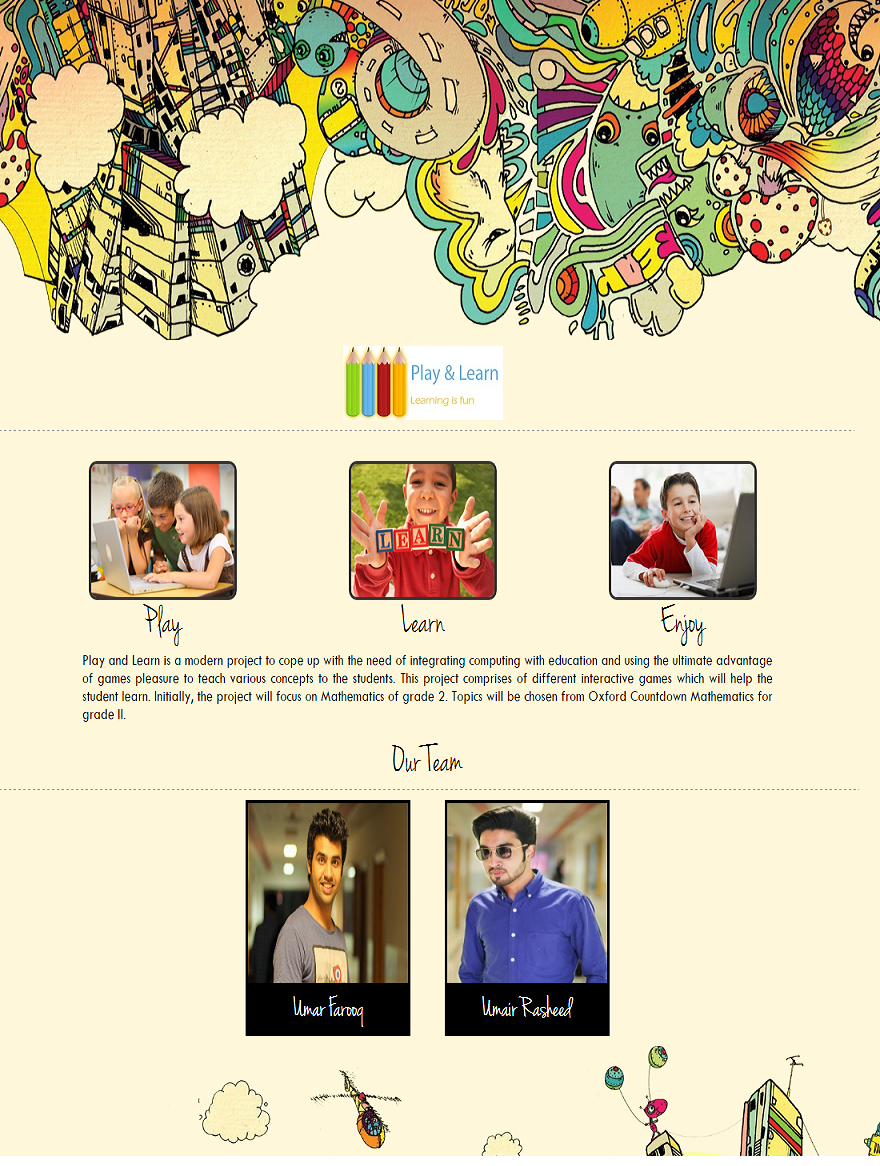 Play & Learn
Learning is fun
LEARN
Play
Learn
Enjoy
Play and Learn is a modern project to cope up with the need of integrating computing with education and using the ultimate advantage
of games pleasure to teach various concepts to the students. This project comprises of different interactive games which will help the
student learn. Initially, the project will focus on Mathematics of grade 2. Topics will be chosen from Oxford Countdown Mathematics for
grade II.
Our Team
Umar Farooq
Umair Rasheed